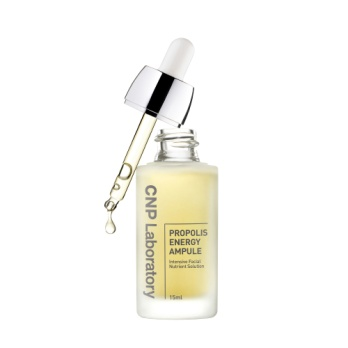 CNP Laboratory
PROPOLIS
ENERGY
AMPULE
Intensive Facial
Nutrient Solution
15ml